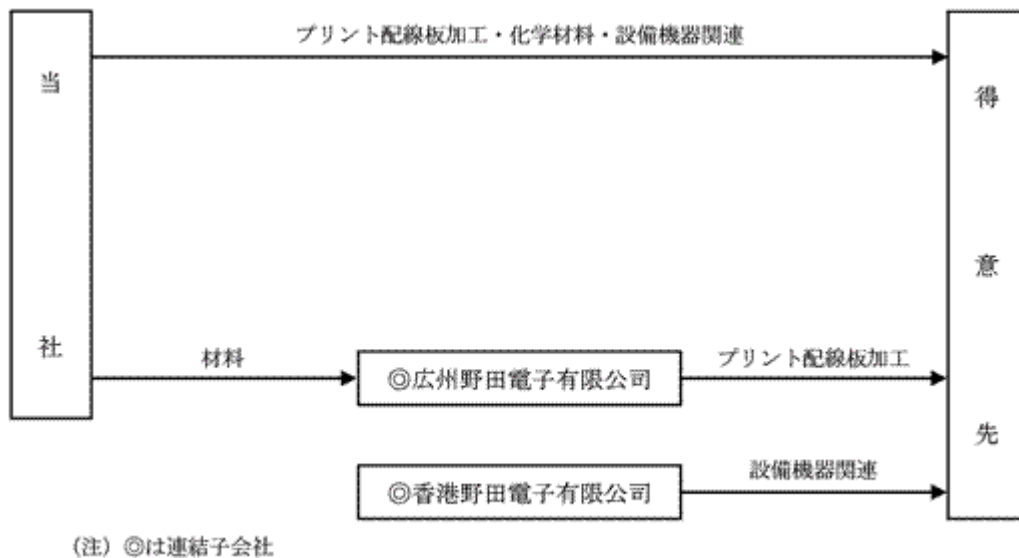 プリント配線板加工・化学材料・設備機器関連
当社
得意先
材料
◎広州野田電子有限公司
プリント配線板加工
◎香港野田電子有限公司
設備機器関連
(注) ◎は連結子会社